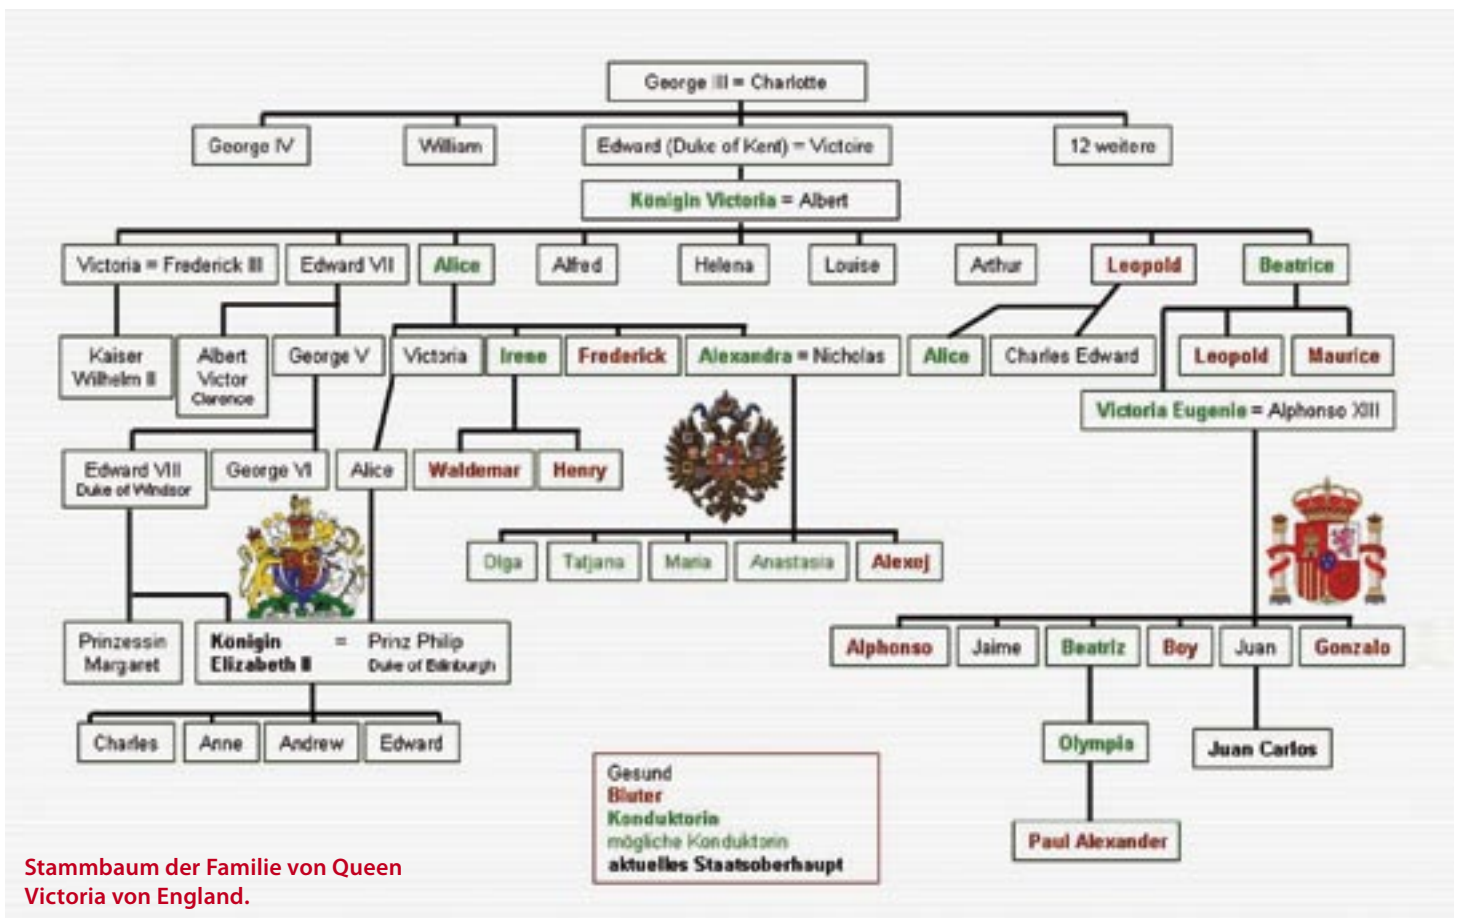 George III = Charlotte
George IV
William
Edward (Duke of Kent) = Victoire
12 weitere
Königin Victoria = Albert
Victoria = Frederick III
Edward VII
Alice
Alfred
Helena
Louise
Arthur
Leopold
Beatrice
Kaiser
Wilhelm II
Albert
Victor
Clarence
George V
Victoria
Irene
Frederick
Alexandra = Nicholas
Alice
Charles Edward
Leopold
Maurice
Victoria Eugenie = Alphonso XIII
Edward VIII
Duke of Windsor
George VI
Alice
Waldemar
Henry
Olga
Tatjana
Maria
Anastasia
Alexej
Prinzessin
Margaret
Königin = Prinz Philip
Elizabeth II Duke of Edinburgh
Alphonso
Jaime
Beatriz
Boy
Juan
Gonzalo
Charles
Anne
Andrew
Edward
Olympia
Juan Carlos
Paul Alexander
Gesund
Bluter
Konduktorin
mögliche Konduktorin
aktuelles Staatsoberhaupt
Stammbaum der Familie von Queen
Victoria von England.